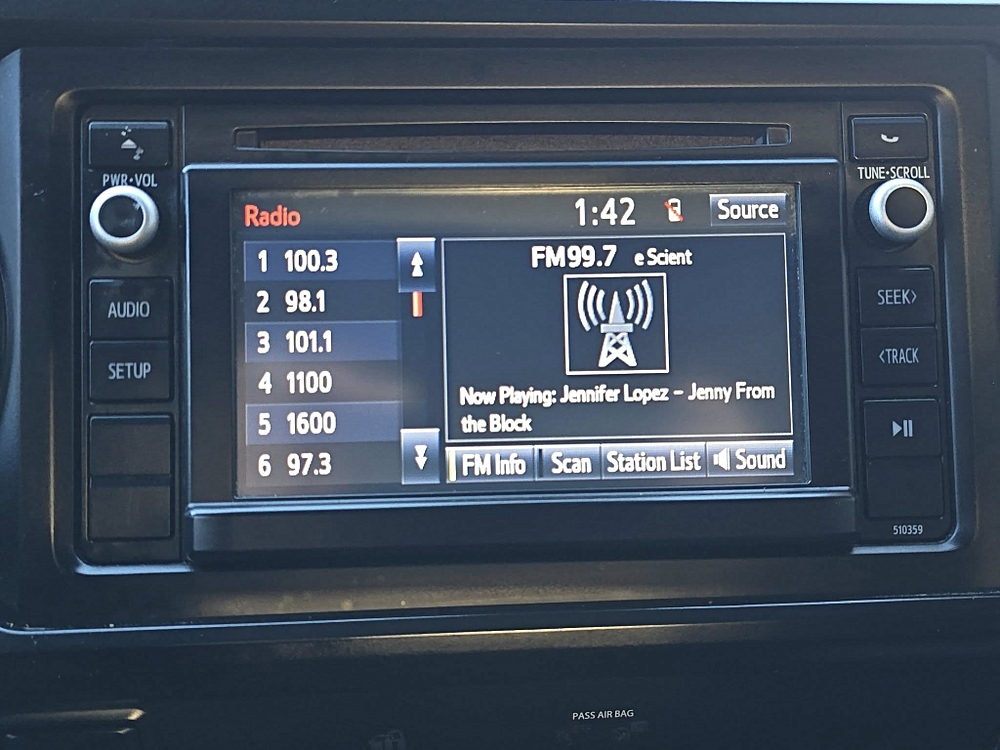 PWR•VOL
TUNE•SCROLL
Radio
1:42
Source
1 100.3
2 98.1
3 101.1
4 1100
5 1600
6 97.3
FM99.7 e Scient
Now Playing: Jennifer Lopez - Jenny From
the Block
FM Info
Scan
Station List
Sound
AUDIO
SETUP
SEEK>
<TRACK
510359
PASS AIR BAG